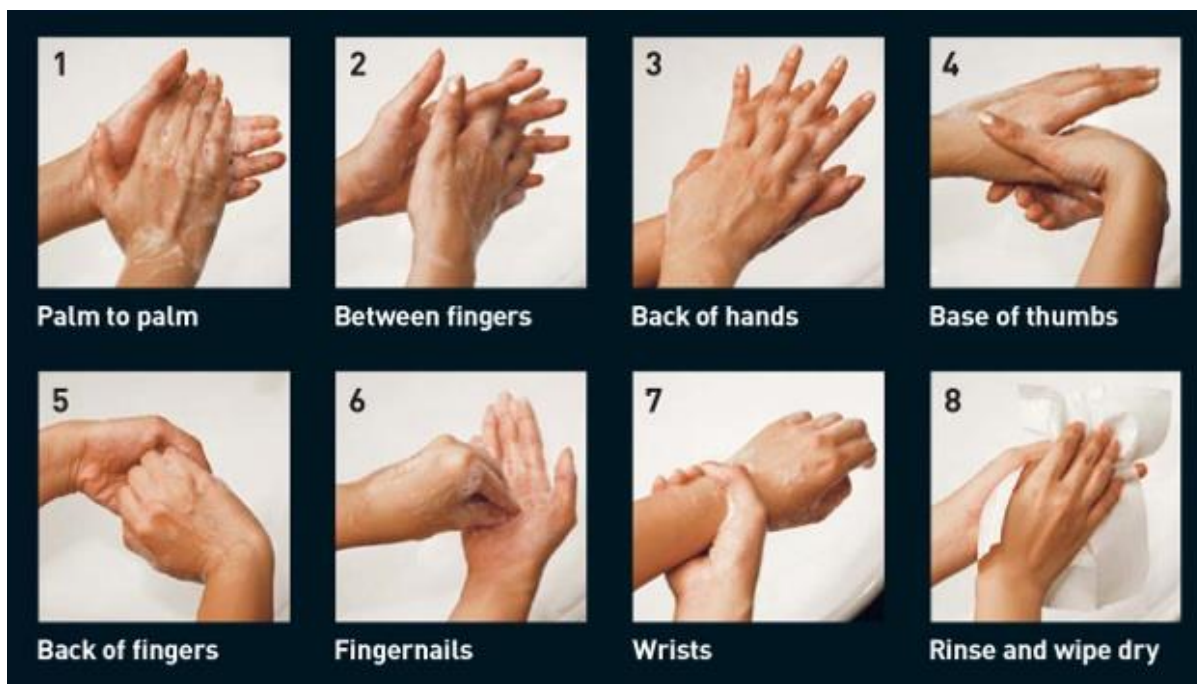 1
2
3
4
Palm to palm
Between fingers
Back of hands
Base of thumbs
5
6
7
8
Back of fingers
Fingernails
Wrists
Rinse and wipe dry